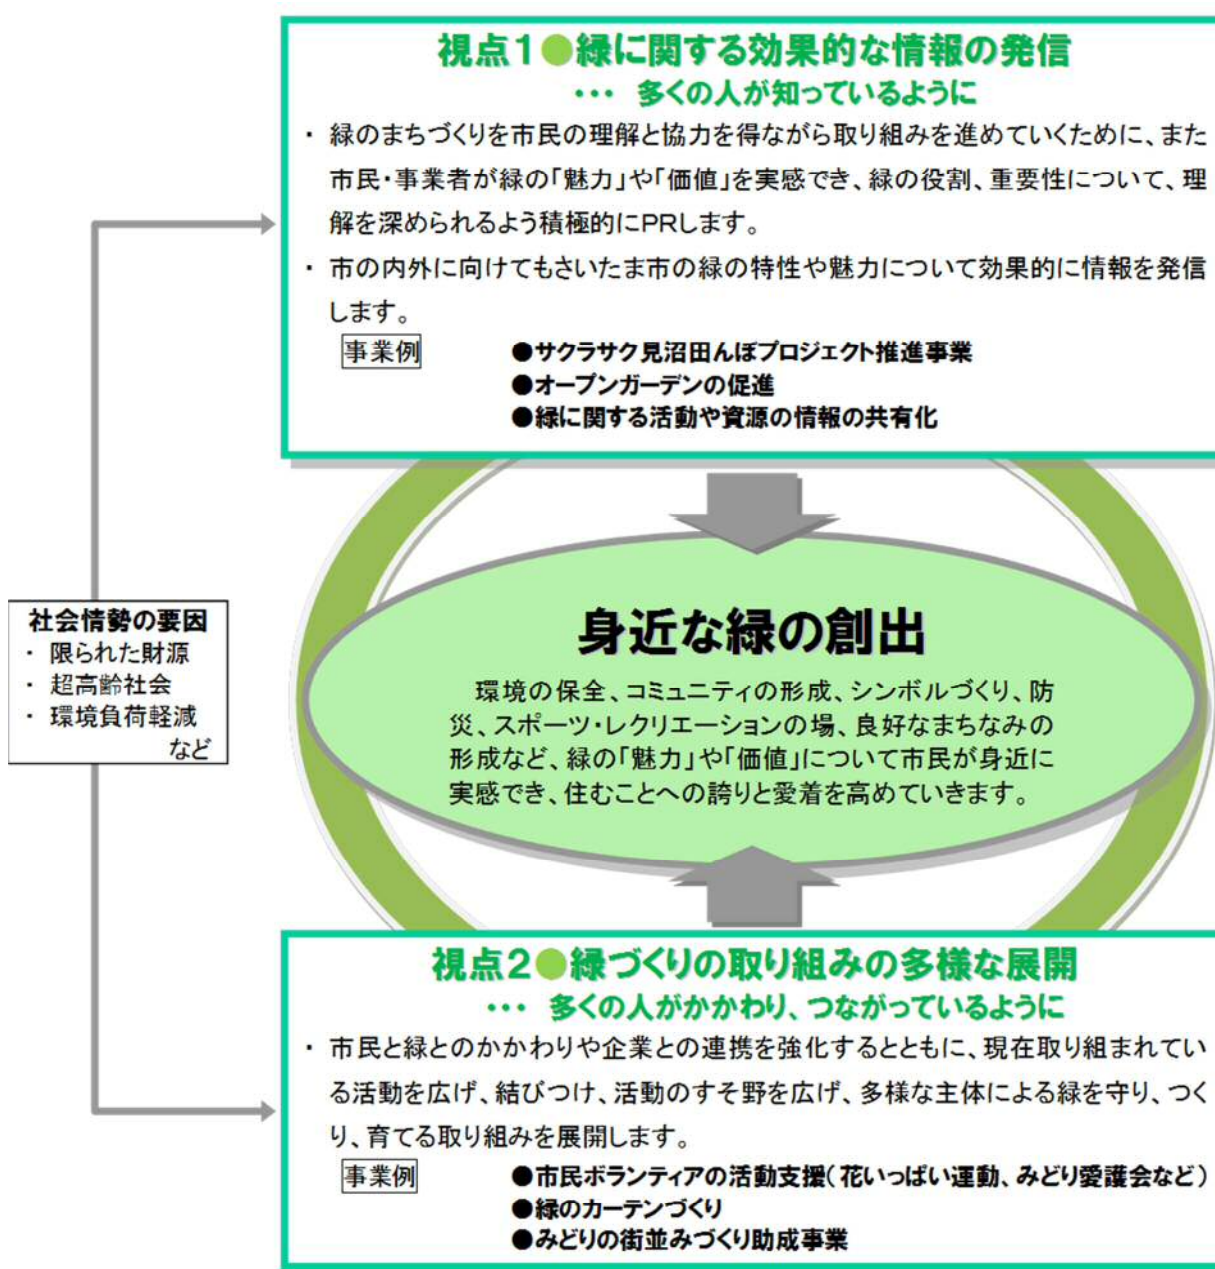 視点1●緑に関する効果的な情報の発信
・・・ 多くの人が知っているように
・ 緑のまちづくりを市民の理解と協力を得ながら取り組みを進めていくために、また
市民・事業者が緑の「魅力」や「価値」を実感でき、緑の役割、重要性について、理
解を深められるよう積極的にPRします。
・ 市の内外に向けてもさいたま市の緑の特性や魅力について効果的に情報を発信
します。
事業例 ●サクラサク見沼田んぼプロジェクト推進事業
●オープンガーデンの促進
●緑に関する活動や資源の情報の共有化
社会情勢の要因
・ 限られた財源
・ 超高齢社会
・ 環境負荷軽減
など
身近な緑の創出
環境の保全、コミュニティの形成、シンボルづくり、防
災、スポーツ・レクリエーションの場、良好なまちなみの
形成など、緑の「魅力」や「価値」について市民が身近に
実感でき、住むことへの誇りと愛着を高めていきます。
視点2●緑づくりの取り組みの多様な展開
・・・ 多くの人がかかわり、つながっているように
・ 市民と緑とのかかわりや企業との連携を強化するとともに、現在取り組まれてい
る活動を広げ、結びつけ、活動のすそ野を広げ、多様な主体による緑を守り、つく
り、育てる取り組みを展開します。
事業例 ●市民ボランティアの活動支援(花いっぱい運動、みどり愛護会など)
●緑のカーテンづくり
●みどりの街並みづくり助成事業